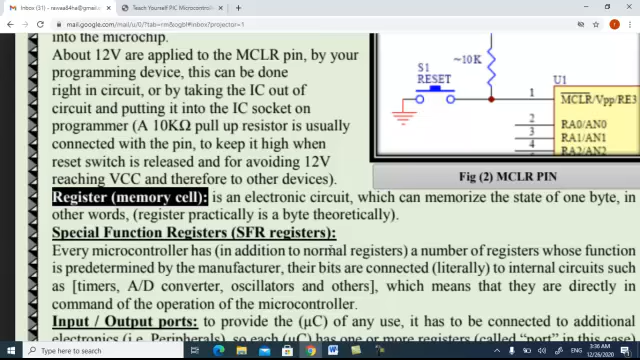 Inbox (6) - rawaa84ha@gmail.co
Teach Yourself PIC Microcontroll
mail.google.com/mail/u/0/?tab=rm&ogbl#inbox?projector=1
into the microchip.
About 12V are applied to the MCLR pin, by your
programming device, this can be done
right in circuit, or by taking the IC out of
circuit and putting it into the IC socket on
programmer (A 10KΩ pull up resistor is usually
connected with the pin, to keep it high when
reset switch is released and for avoiding 12V
reaching VCC and therefore to other devices).
~10K
S1
RESET
U1
1
MCLR/Vpp/RE3
2
RA0/AN0
3
RA1/AN1
4
RA2/AN2
Fig (2) MCLR PIN
Register (memory cell): is an electronic circuit, which can memorize the state of one byte, in
other words, (register practically is a byte theoretically).
Special Function Registers (SFR registers):
Every microcontroller has (in addition to normal registers) a number of registers whose function
is predetermined by the manufacturer, their bits are connected (literally) to internal circuits such
as [timers, A/D converter, oscillators and others], which means that they are directly in
command of the operation of the microcontroller.
Input / Output ports: to provide the (µC) of any use, it has to be connected to additional
electronics (i.e. Peripherals), so each (µC) has one or more registers (called "port" in this case)
Type here to search
ENG
3:36 AM
12/26/2020